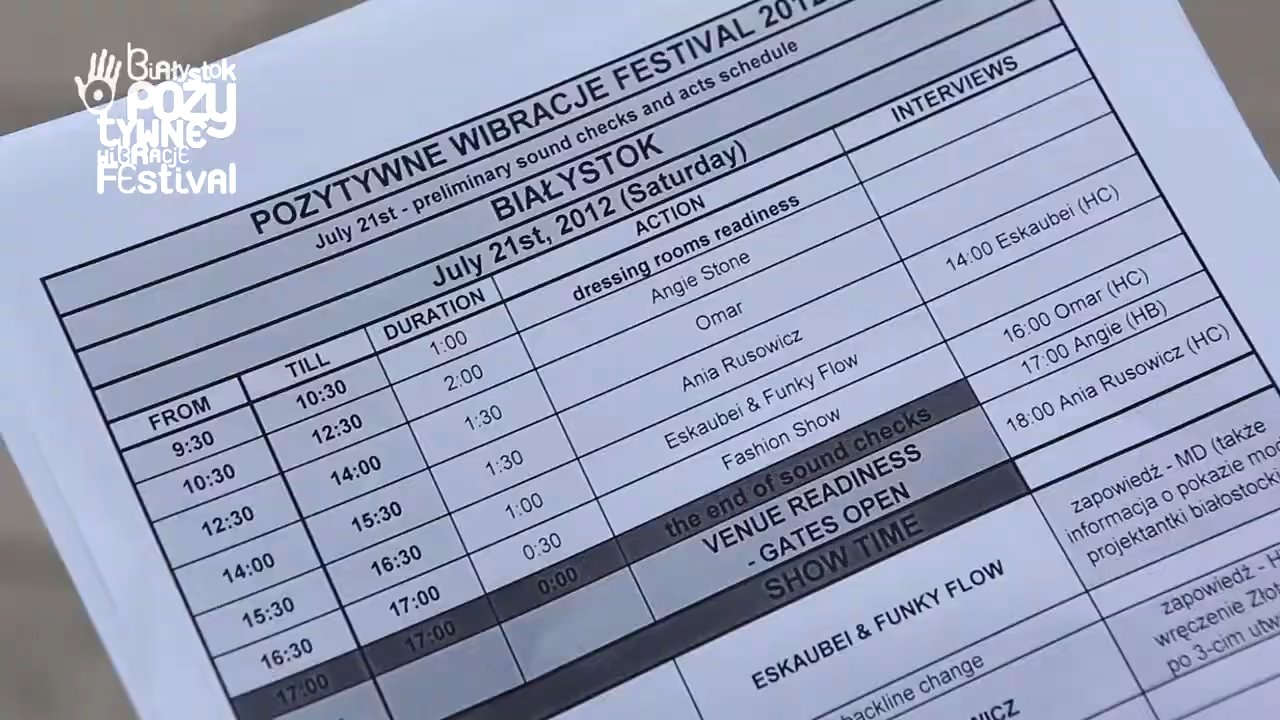 Białystok
POZY
TYWNE
WIBRACJE
FEstival
POZYTYWNE WIBRACJE FESTIVAL 2012
July 21st - preliminary sound checks and acts schedule
BIAŁYSTOK
July 21st, 2012 (Saturday)
FROM TILL DURATION ACTION INTERVIEWS
9:30 10:30 1:00 dressing rooms readiness
10:30 12:30 2:00 Angie Stone
12:30 14:00 1:30 Omar 14:00 Eskaubei (HC)
14:00 15:30 1:30 Ania Rusowicz
15:30 16:30 1:00 Eskaubei & Funky Flow 16:00 Omar (HC)
16:30 17:00 0:30 Fashion Show 17:00 Angie (HB)
17:00 17:00 0:00 the end of sound checks 18:00 Ania Rusowicz (HC)
VENUE READINESS
- GATES OPEN
SHOW TIME
ESKAUBEI & FUNKY FLOW
zapowiedź - MD (także
informacja o pokazie
projektantki
backline change
zapowiedź -
wręczenie
po 3-cim